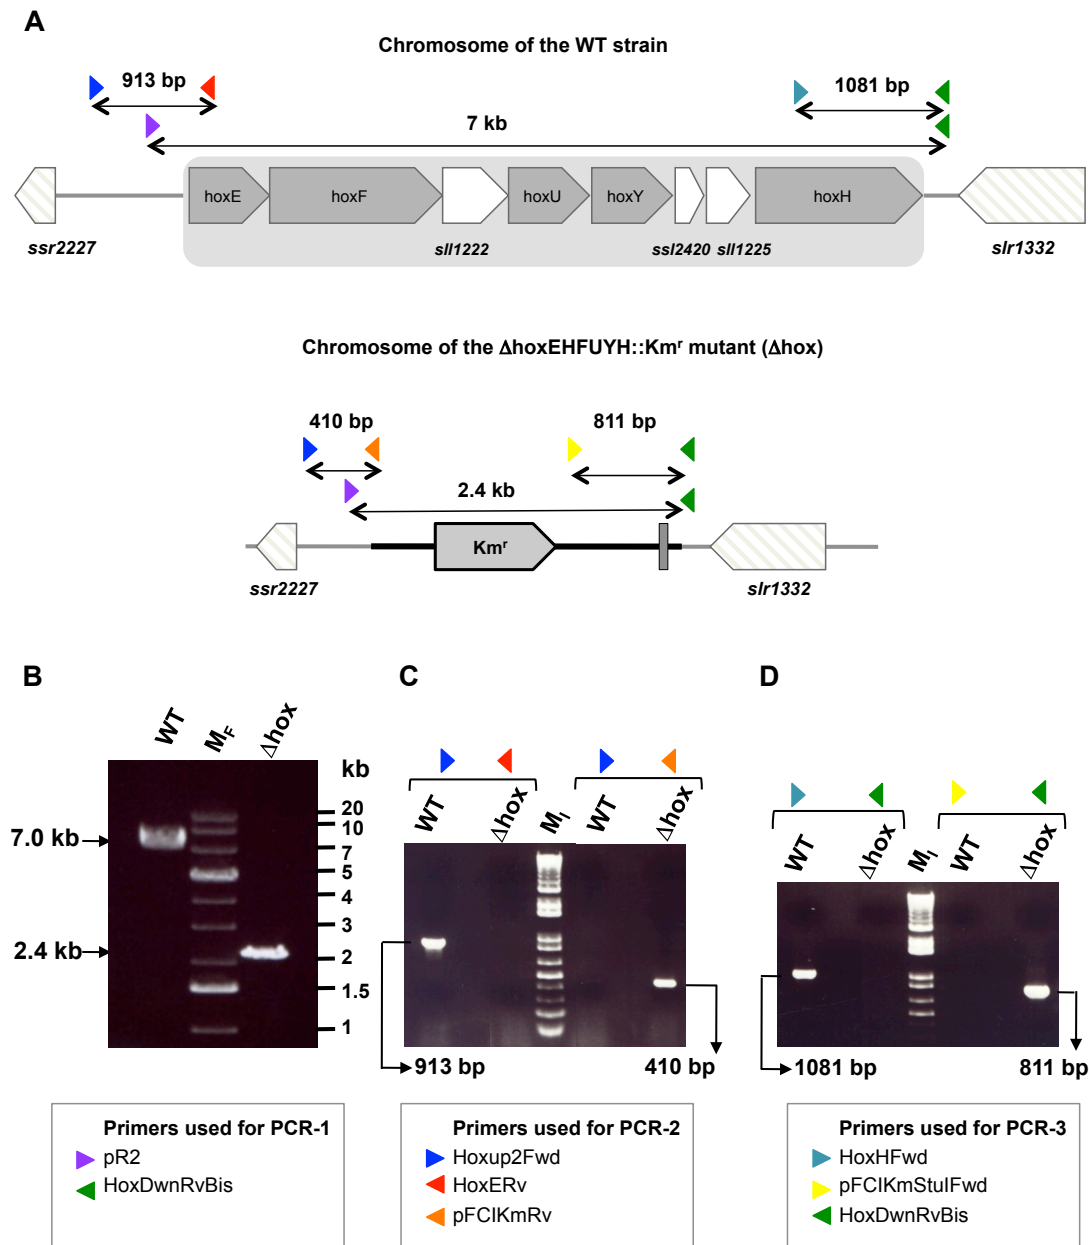 A
Chromosome of the WT strain
913 bp
1081 bp
7 kb
hoxE
hoxF
hoxU
hoxY
hoxH
ssr2227
sll1222
ssl2420
sll1225
slr1332
Chromosome of the ΔhoxEHFUYH::Kmʳ mutant (Δhox)
410 bp
811 bp
2.4 kb
Kmʳ
ssr2227
slr1332
B
WT
M_F
Δhox
kb
20
10
7
5
4
3
2
1.5
1
7.0 kb
2.4 kb
C
WT
Δhox
M_I
WT
Δhox
913 bp
410 bp
D
WT
Δhox
M_I
WT
Δhox
1081 bp
811 bp
Primers used for PCR-1
pR2
HoxDwnRvBis
Primers used for PCR-2
Hoxup2Fwd
HoxERv
pFCIKmRv
Primers used for PCR-3
HoxHFwd
pFCIKmStuIFwd
HoxDwnRvBis